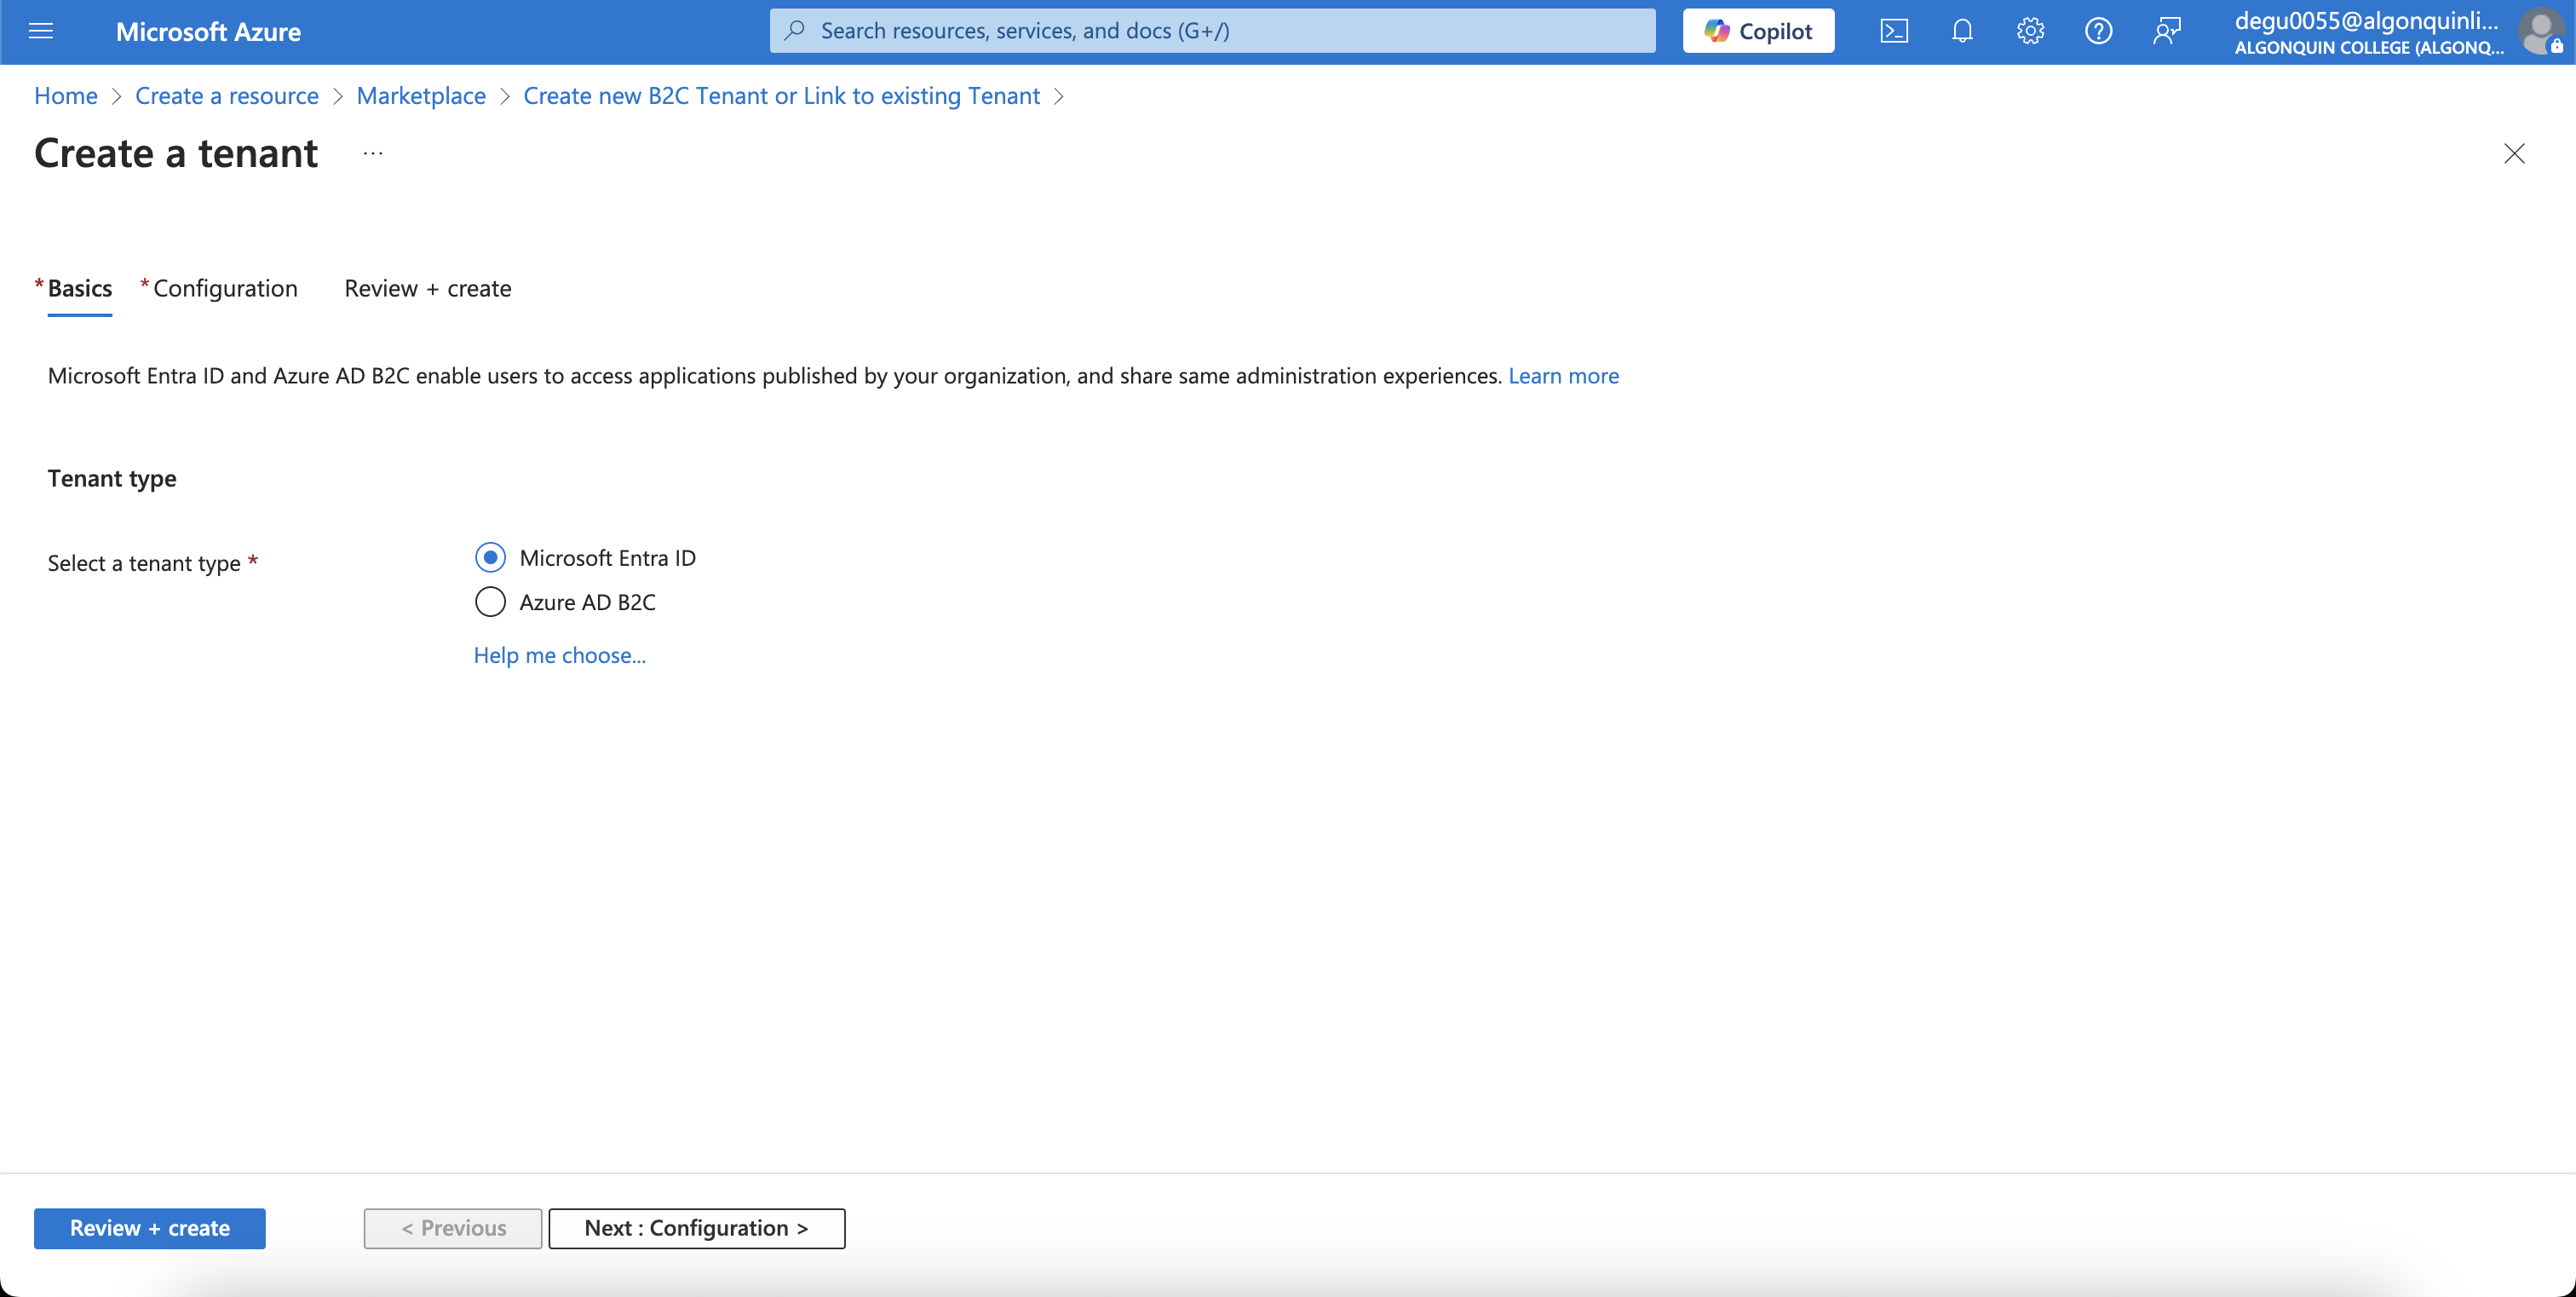 Microsoft Azure
Search resources, services, and docs (G+/)
Copilot
degu0055@algonquinli...
ALGONQUIN COLLEGE (ALGONQ...
Home > Create a resource > Marketplace > Create new B2C Tenant or Link to existing Tenant >
Create a tenant ...
* Basics * Configuration Review + create
Microsoft Entra ID and Azure AD B2C enable users to access applications published by your organization, and share same administration experiences. Learn more
Tenant type
Select a tenant type *
Microsoft Entra ID
Azure AD B2C
Help me choose...
Review + create
< Previous
Next : Configuration >